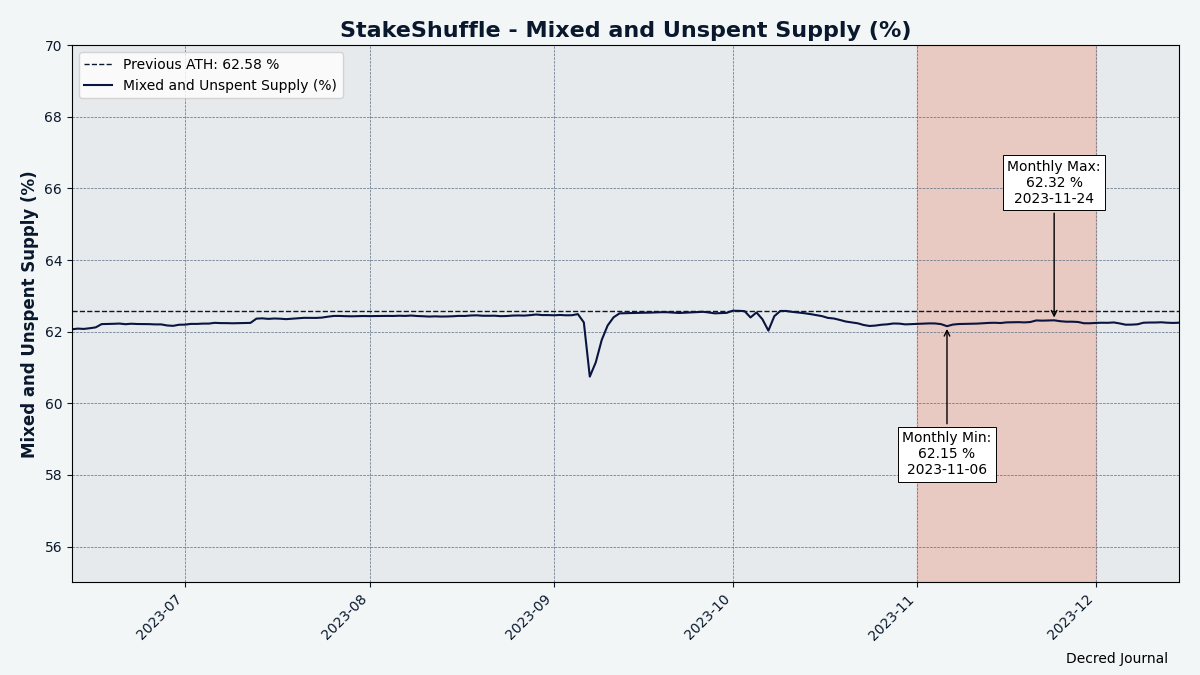 StakeShuffle - Mixed and Unspent Supply (%)
Previous ATH: 62.58 %
Mixed and Unspent Supply (%)
Mixed and Unspent Supply (%)
70
68
66
64
62
60
58
56
Monthly Max:
62.32 %
2023-11-24
Monthly Min:
62.15 %
2023-11-06
2023-07
2023-08
2023-09
2023-10
2023-11
2023-12
Decred Journal